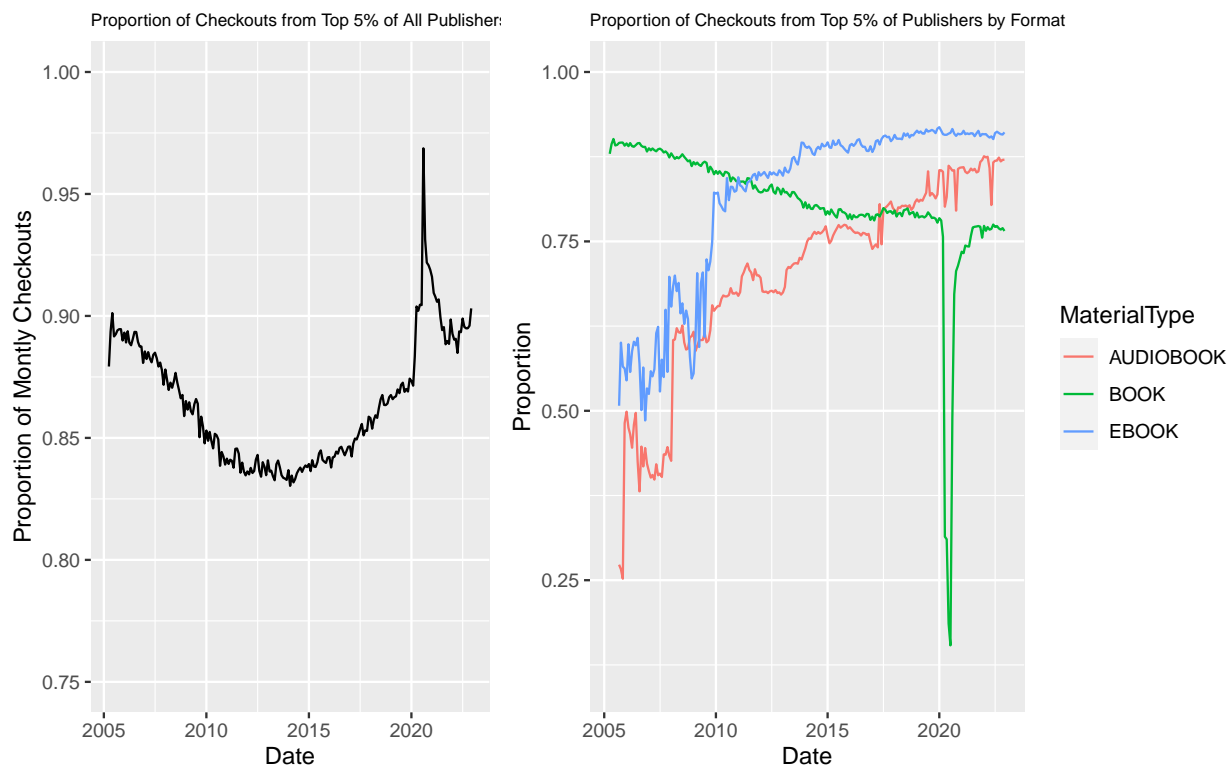 Proportion of Checkouts from Top 5% of All Publishers
Proportion of Checkouts from Top 5% of Publishers by Format
Proportion of Montly Checkouts
1.00
0.95
0.90
0.85
0.80
0.75
2005
2010
2015
2020
Date
Proportion
1.00
0.75
0.50
0.25
2005
2010
2015
2020
Date
MaterialType
AUDIOBOOK
BOOK
EBOOK